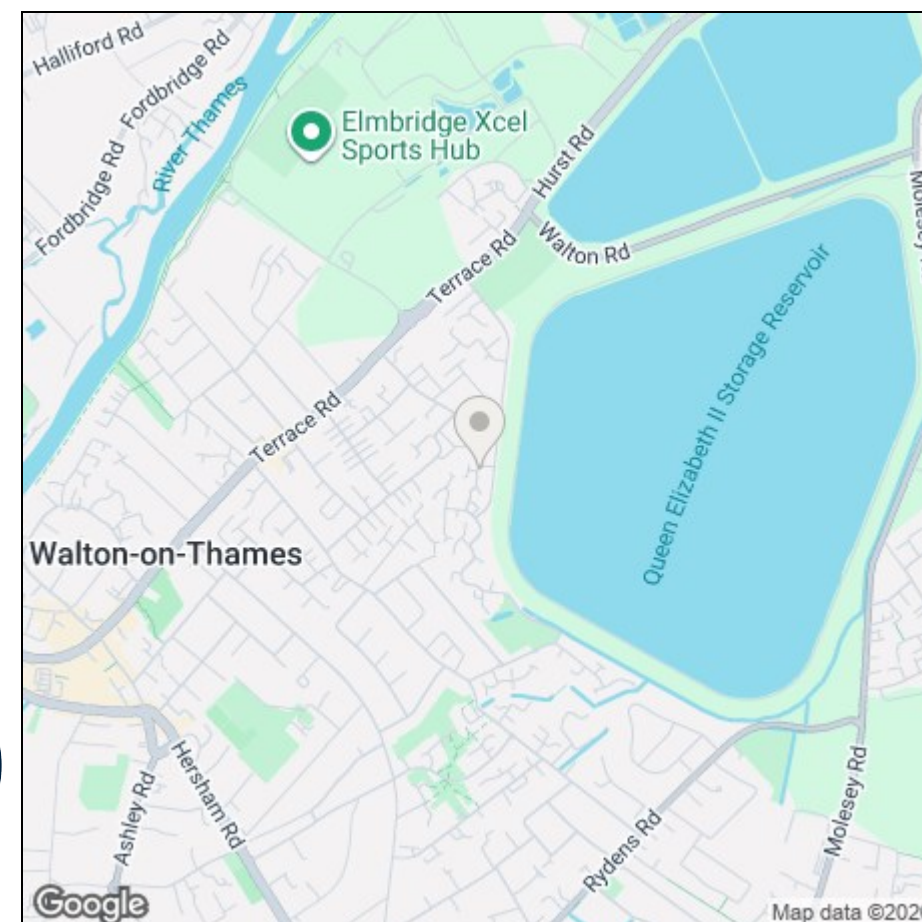 Halliford Rd
Fordbridge Rd
Fordbridge Rd
River Thames
Elmbridge Xcel
Sports Hub
Hurst Rd
Walton Rd
Terrace Rd
Terrace Rd
Queen Elizabeth II Storage Reservoir
Walton-on-Thames
Hersham Rd
Ashley Rd
Rydens Rd
Molesey Rd
Google
Map data ©202